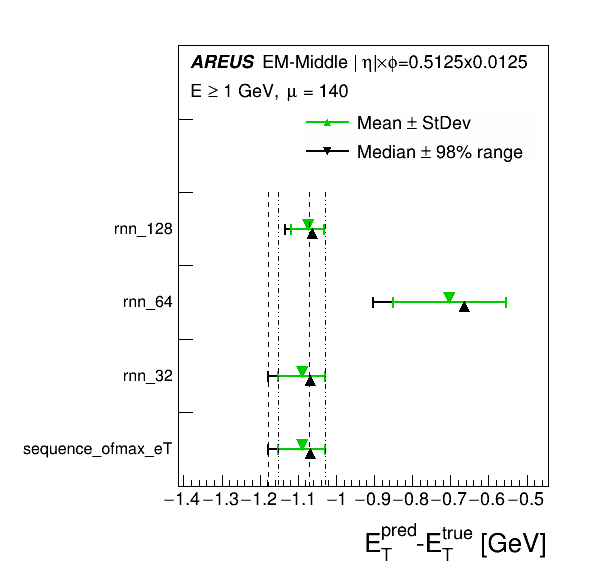 AREUS EM-Middle | η|×ϕ=0.5125x0.0125
E ≥ 1 GeV, μ = 140
Mean ± StDev
Median ± 98% range
rnn_128
rnn_64
rnn_32
sequence_ofmax_eT
−1.4 −1.3 −1.2 −1.1 −1 −0.9 −0.8 −0.7 −0.6 −0.5
E_T^pred-E_T^true [GeV]